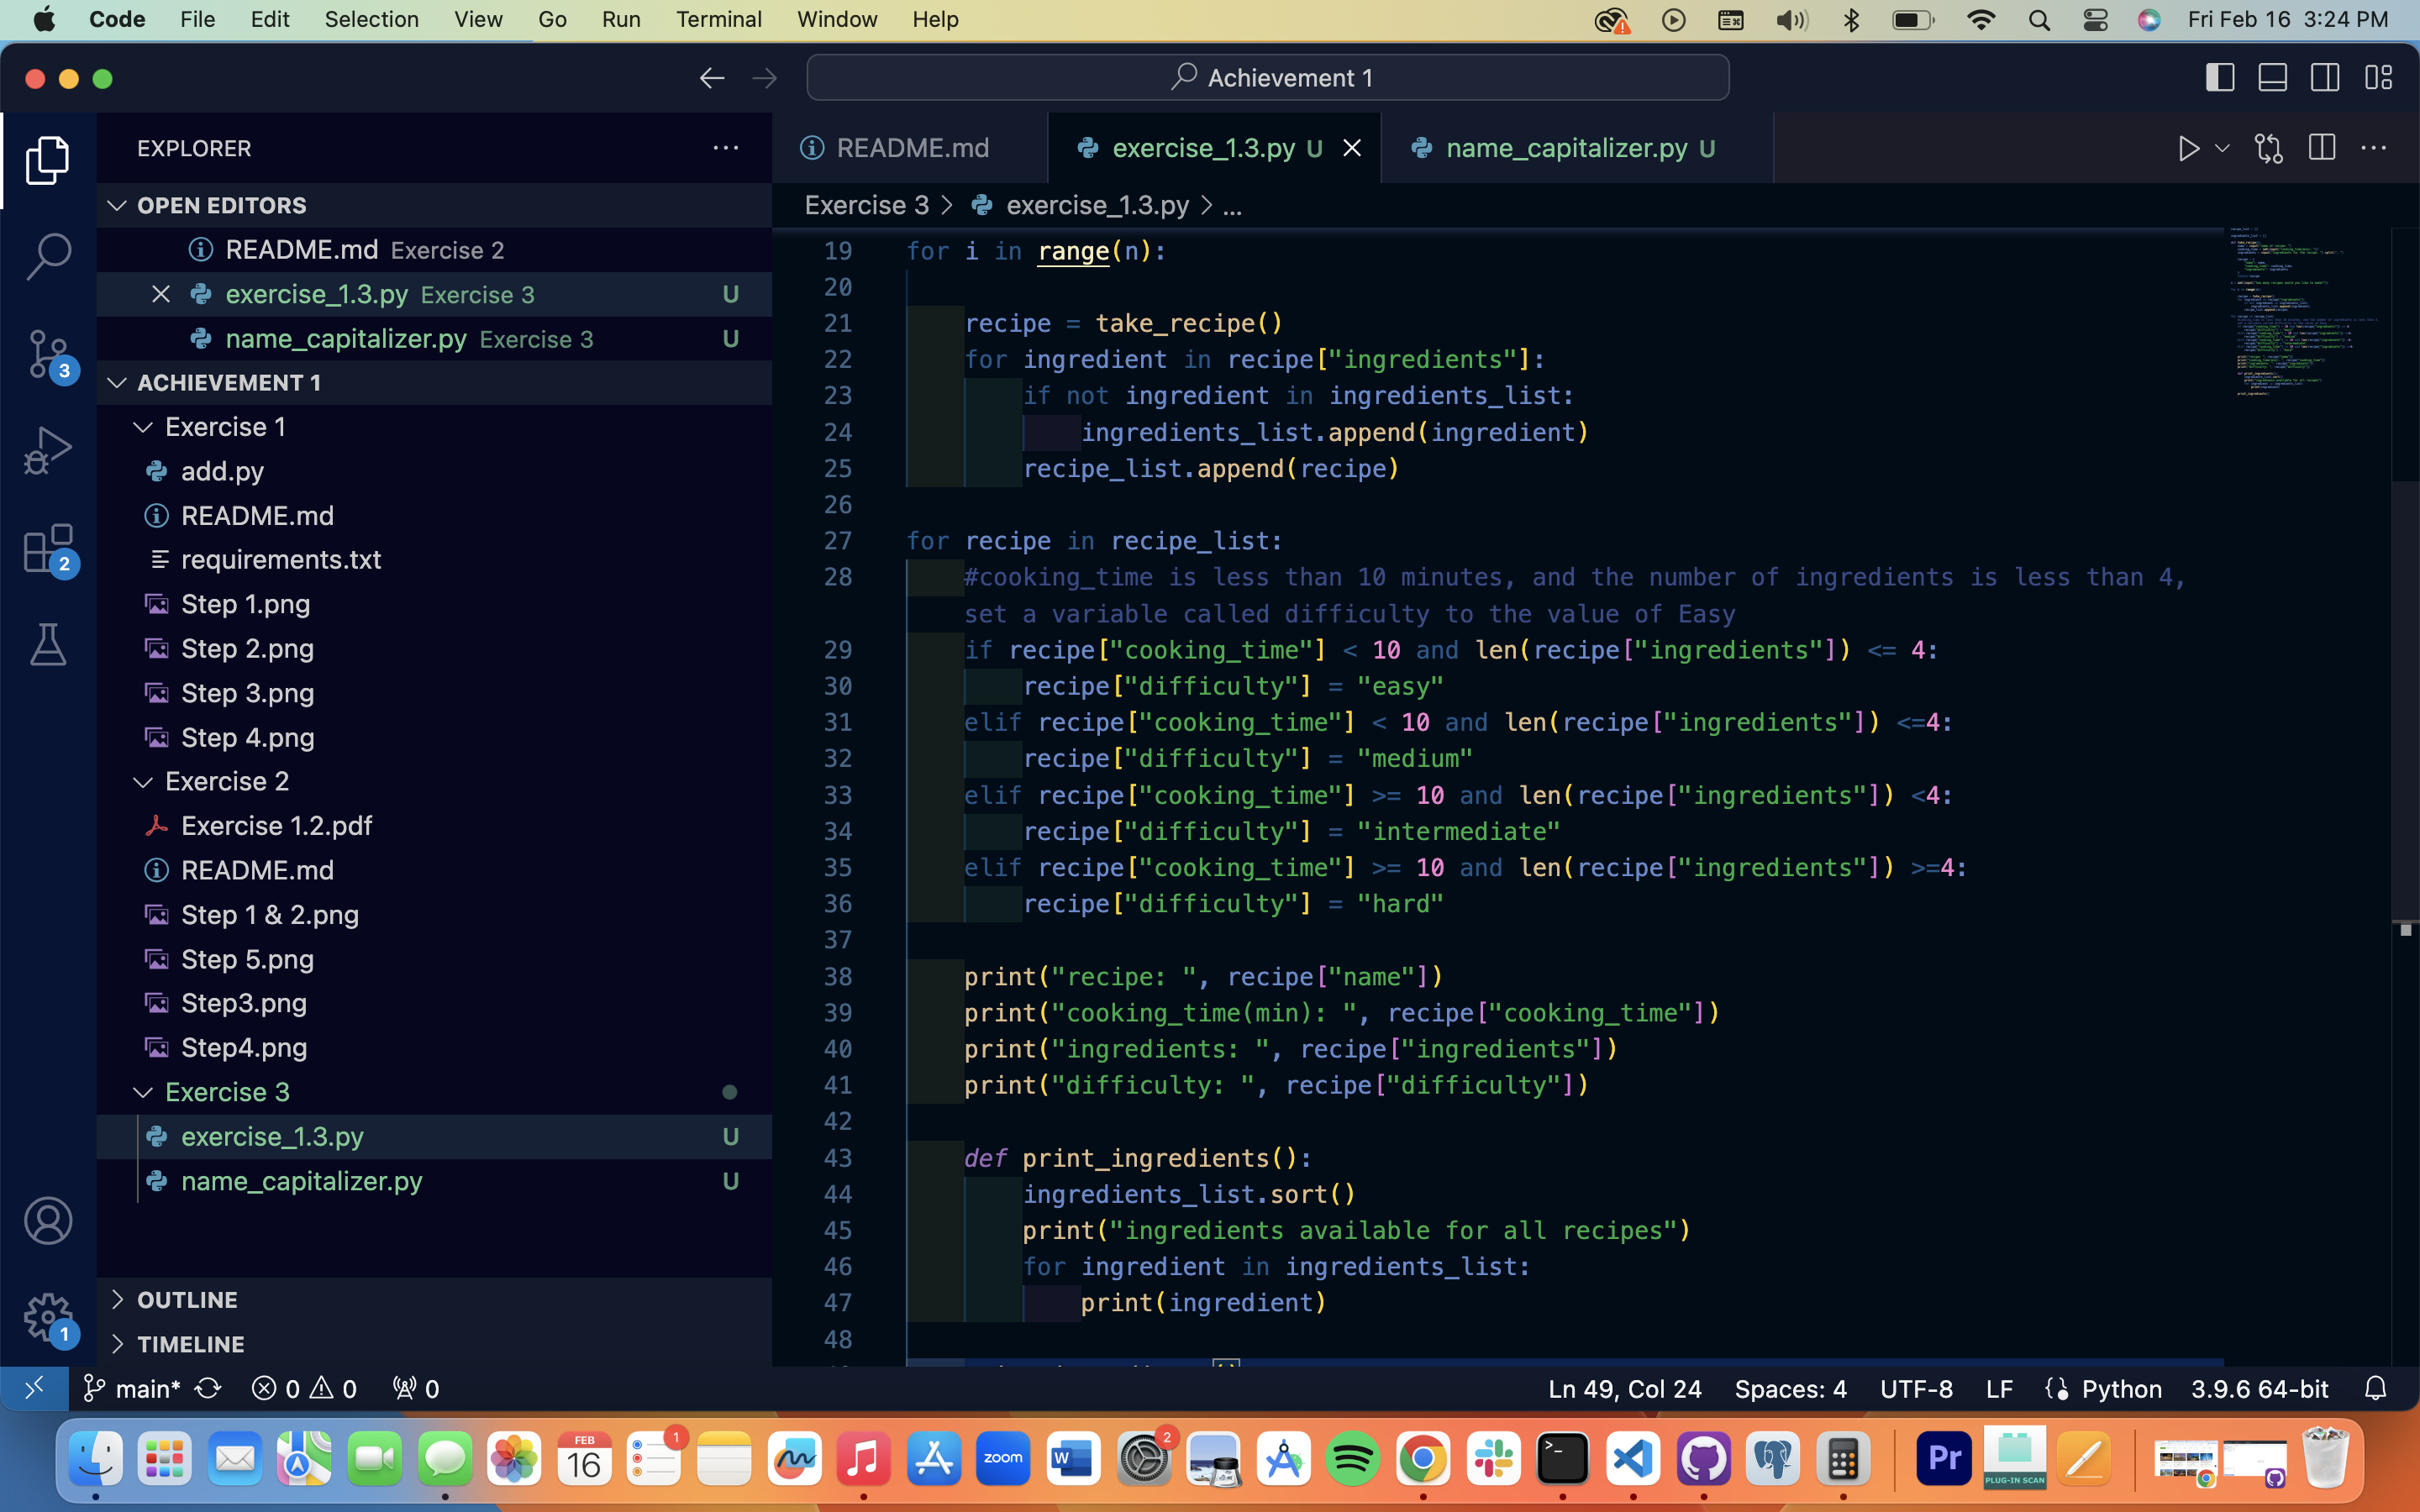 Code File Edit Selection View Go Run Terminal Window Help Fri Feb 16 3:24 PM
Achievement 1
EXPLORER
README.md
exercise_1.3.py U
name_capitalizer.py U
OPEN EDITORS
README.md Exercise 2
exercise_1.3.py Exercise 3 U
name_capitalizer.py Exercise 3 U
ACHIEVEMENT 1
Exercise 1
add.py
README.md
requirements.txt
Step 1.png
Step 2.png
Step 3.png
Step 4.png
Exercise 2
Exercise 1.2.pdf
README.md
Step 1 & 2.png
Step 5.png
Step3.png
Step4.png
Exercise 3
exercise_1.3.py U
name_capitalizer.py U
OUTLINE
TIMELINE
3
2
1
Exercise 3 > exercise_1.3.py > ...
19 for i in range(n):
20
21 recipe = take_recipe()
22 for ingredient in recipe["ingredients"]:
23 if not ingredient in ingredients_list:
24 ingredients_list.append(ingredient)
25 recipe_list.append(recipe)
26
27 for recipe in recipe_list:
28 #cooking_time is less than 10 minutes, and the number of ingredients is less than 4,
set a variable called difficulty to the value of Easy
29 if recipe["cooking_time"] < 10 and len(recipe["ingredients"]) <= 4:
30 recipe["difficulty"] = "easy"
31 elif recipe["cooking_time"] < 10 and len(recipe["ingredients"]) <=4:
32 recipe["difficulty"] = "medium"
33 elif recipe["cooking_time"] >= 10 and len(recipe["ingredients"]) <4:
34 recipe["difficulty"] = "intermediate"
35 elif recipe["cooking_time"] >= 10 and len(recipe["ingredients"]) >=4:
36 recipe["difficulty"] = "hard"
37
38 print("recipe: ", recipe["name"])
39 print("cooking_time(min): ", recipe["cooking_time"])
40 print("ingredients: ", recipe["ingredients"])
41 print("difficulty: ", recipe["difficulty"])
42
43 def print_ingredients():
44 ingredients_list.sort()
45 print("ingredients available for all recipes")
46 for ingredient in ingredients_list:
47 print(ingredient)
48
main* 0 0 0 Ln 49, Col 24 Spaces: 4 UTF-8 LF Python 3.9.6 64-bit
FEB
16
1
zoom
W
2
>_
Pr
PLUG-IN SCAN